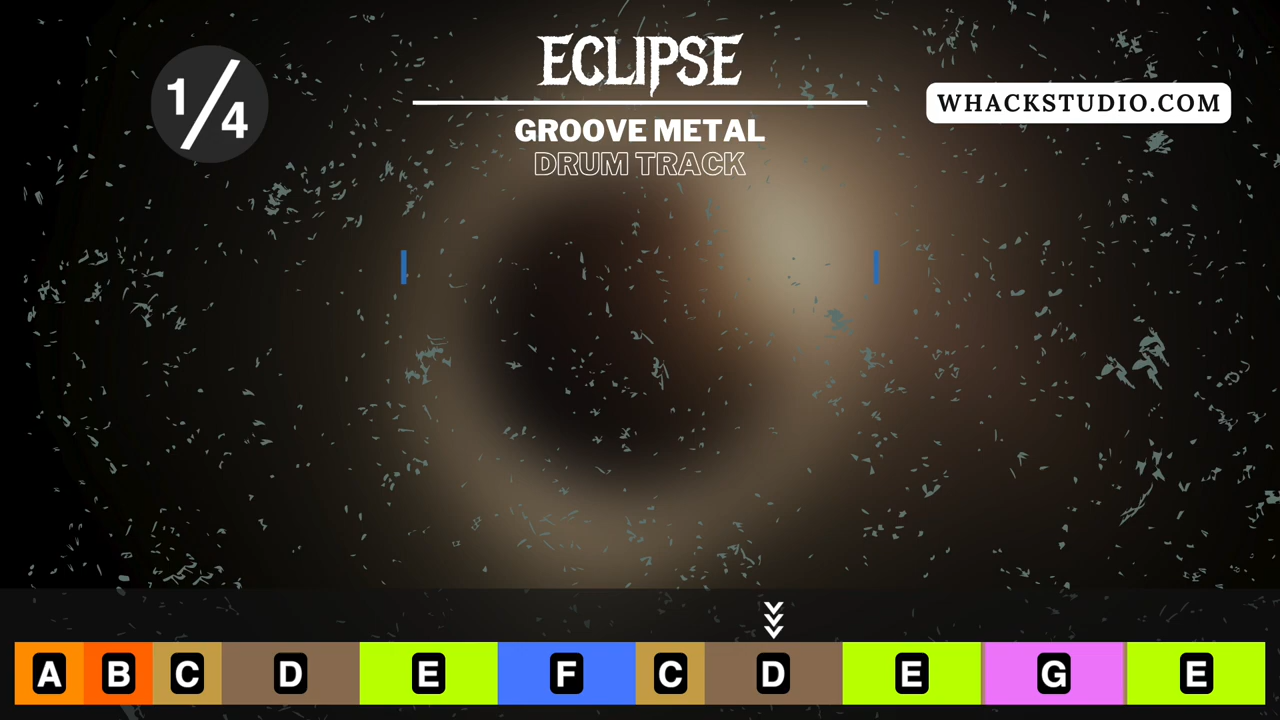 ECLIPSE
1/4
WHACKSTUDIO.COM
GROOVE METAL
DRUM TRACK
A B C D E F C D E G E